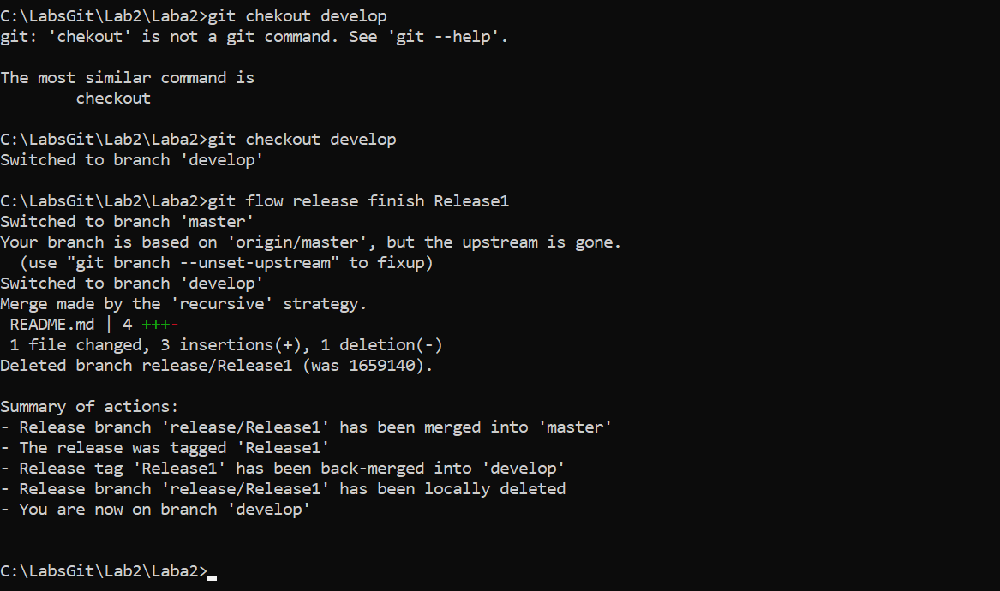 C:\LabsGit\Lab2\Laba2>git chekout develop
git: 'chekout' is not a git command. See 'git --help'.
The most similar command is
        checkout
C:\LabsGit\Lab2\Laba2>git checkout develop
Switched to branch 'develop'
C:\LabsGit\Lab2\Laba2>git flow release finish Release1
Switched to branch 'master'
Your branch is based on 'origin/master', but the upstream is gone.
  (use "git branch --unset-upstream" to fixup)
Switched to branch 'develop'
Merge made by the 'recursive' strategy.
 README.md | 4 +++-
 1 file changed, 3 insertions(+), 1 deletion(-)
Deleted branch release/Release1 (was 1659140).
Summary of actions:
- Release branch 'release/Release1' has been merged into 'master'
- The release was tagged 'Release1'
- Release tag 'Release1' has been back-merged into 'develop'
- Release branch 'release/Release1' has been locally deleted
- You are now on branch 'develop'
C:\LabsGit\Lab2\Laba2>